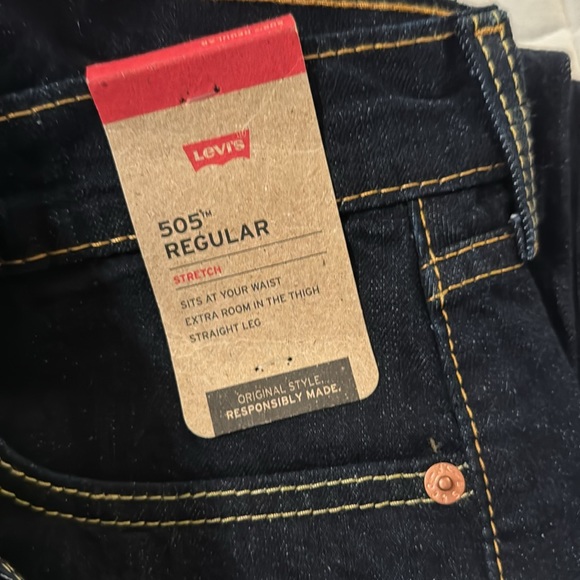 Levi's
505™
REGULAR
STRETCH
SITS AT YOUR WAIST
EXTRA ROOM IN THE THIGH
STRAIGHT LEG
ORIGINAL STYLE.
RESPONSIBLY MADE.